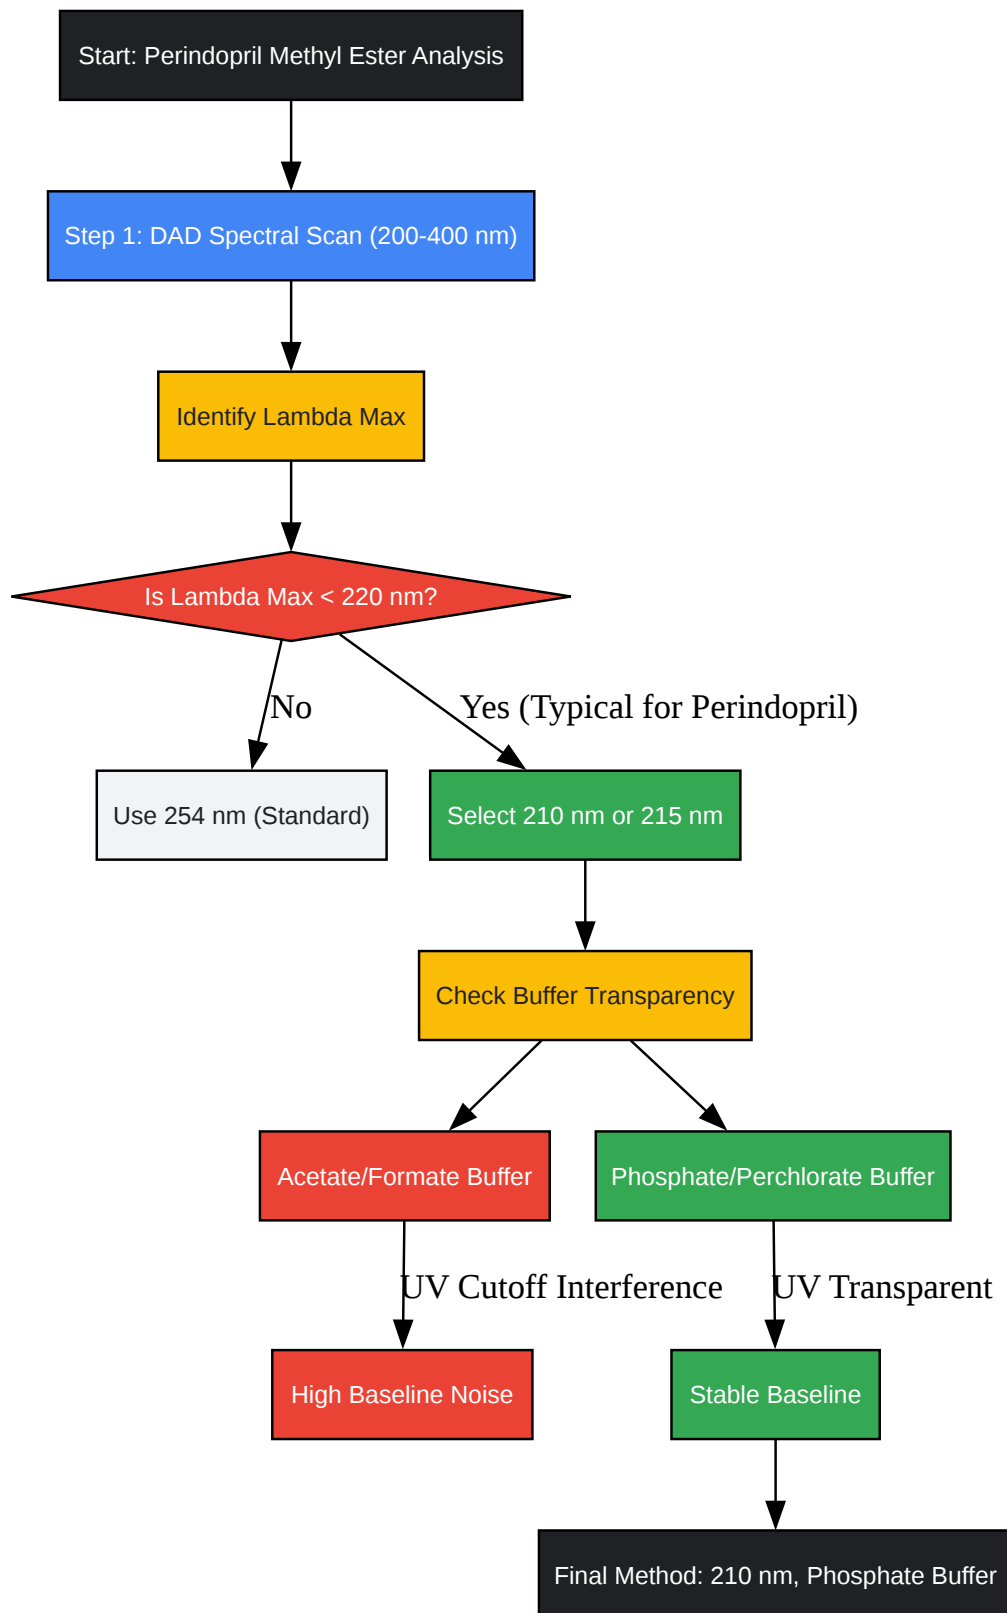 Start: Perindopril Methyl Ester Analysis
Step 1: DAD Spectral Scan (200-400 nm)
Identify Lambda Max
Is Lambda Max < 220 nm?
No
Yes (Typical for Perindopril)
Use 254 nm (Standard)
Select 210 nm or 215 nm
Check Buffer Transparency
Acetate/Formate Buffer
Phosphate/Perchlorate Buffer
UV Cutoff Interference
UV Transparent
High Baseline Noise
Stable Baseline
Final Method: 210 nm, Phosphate Buffer